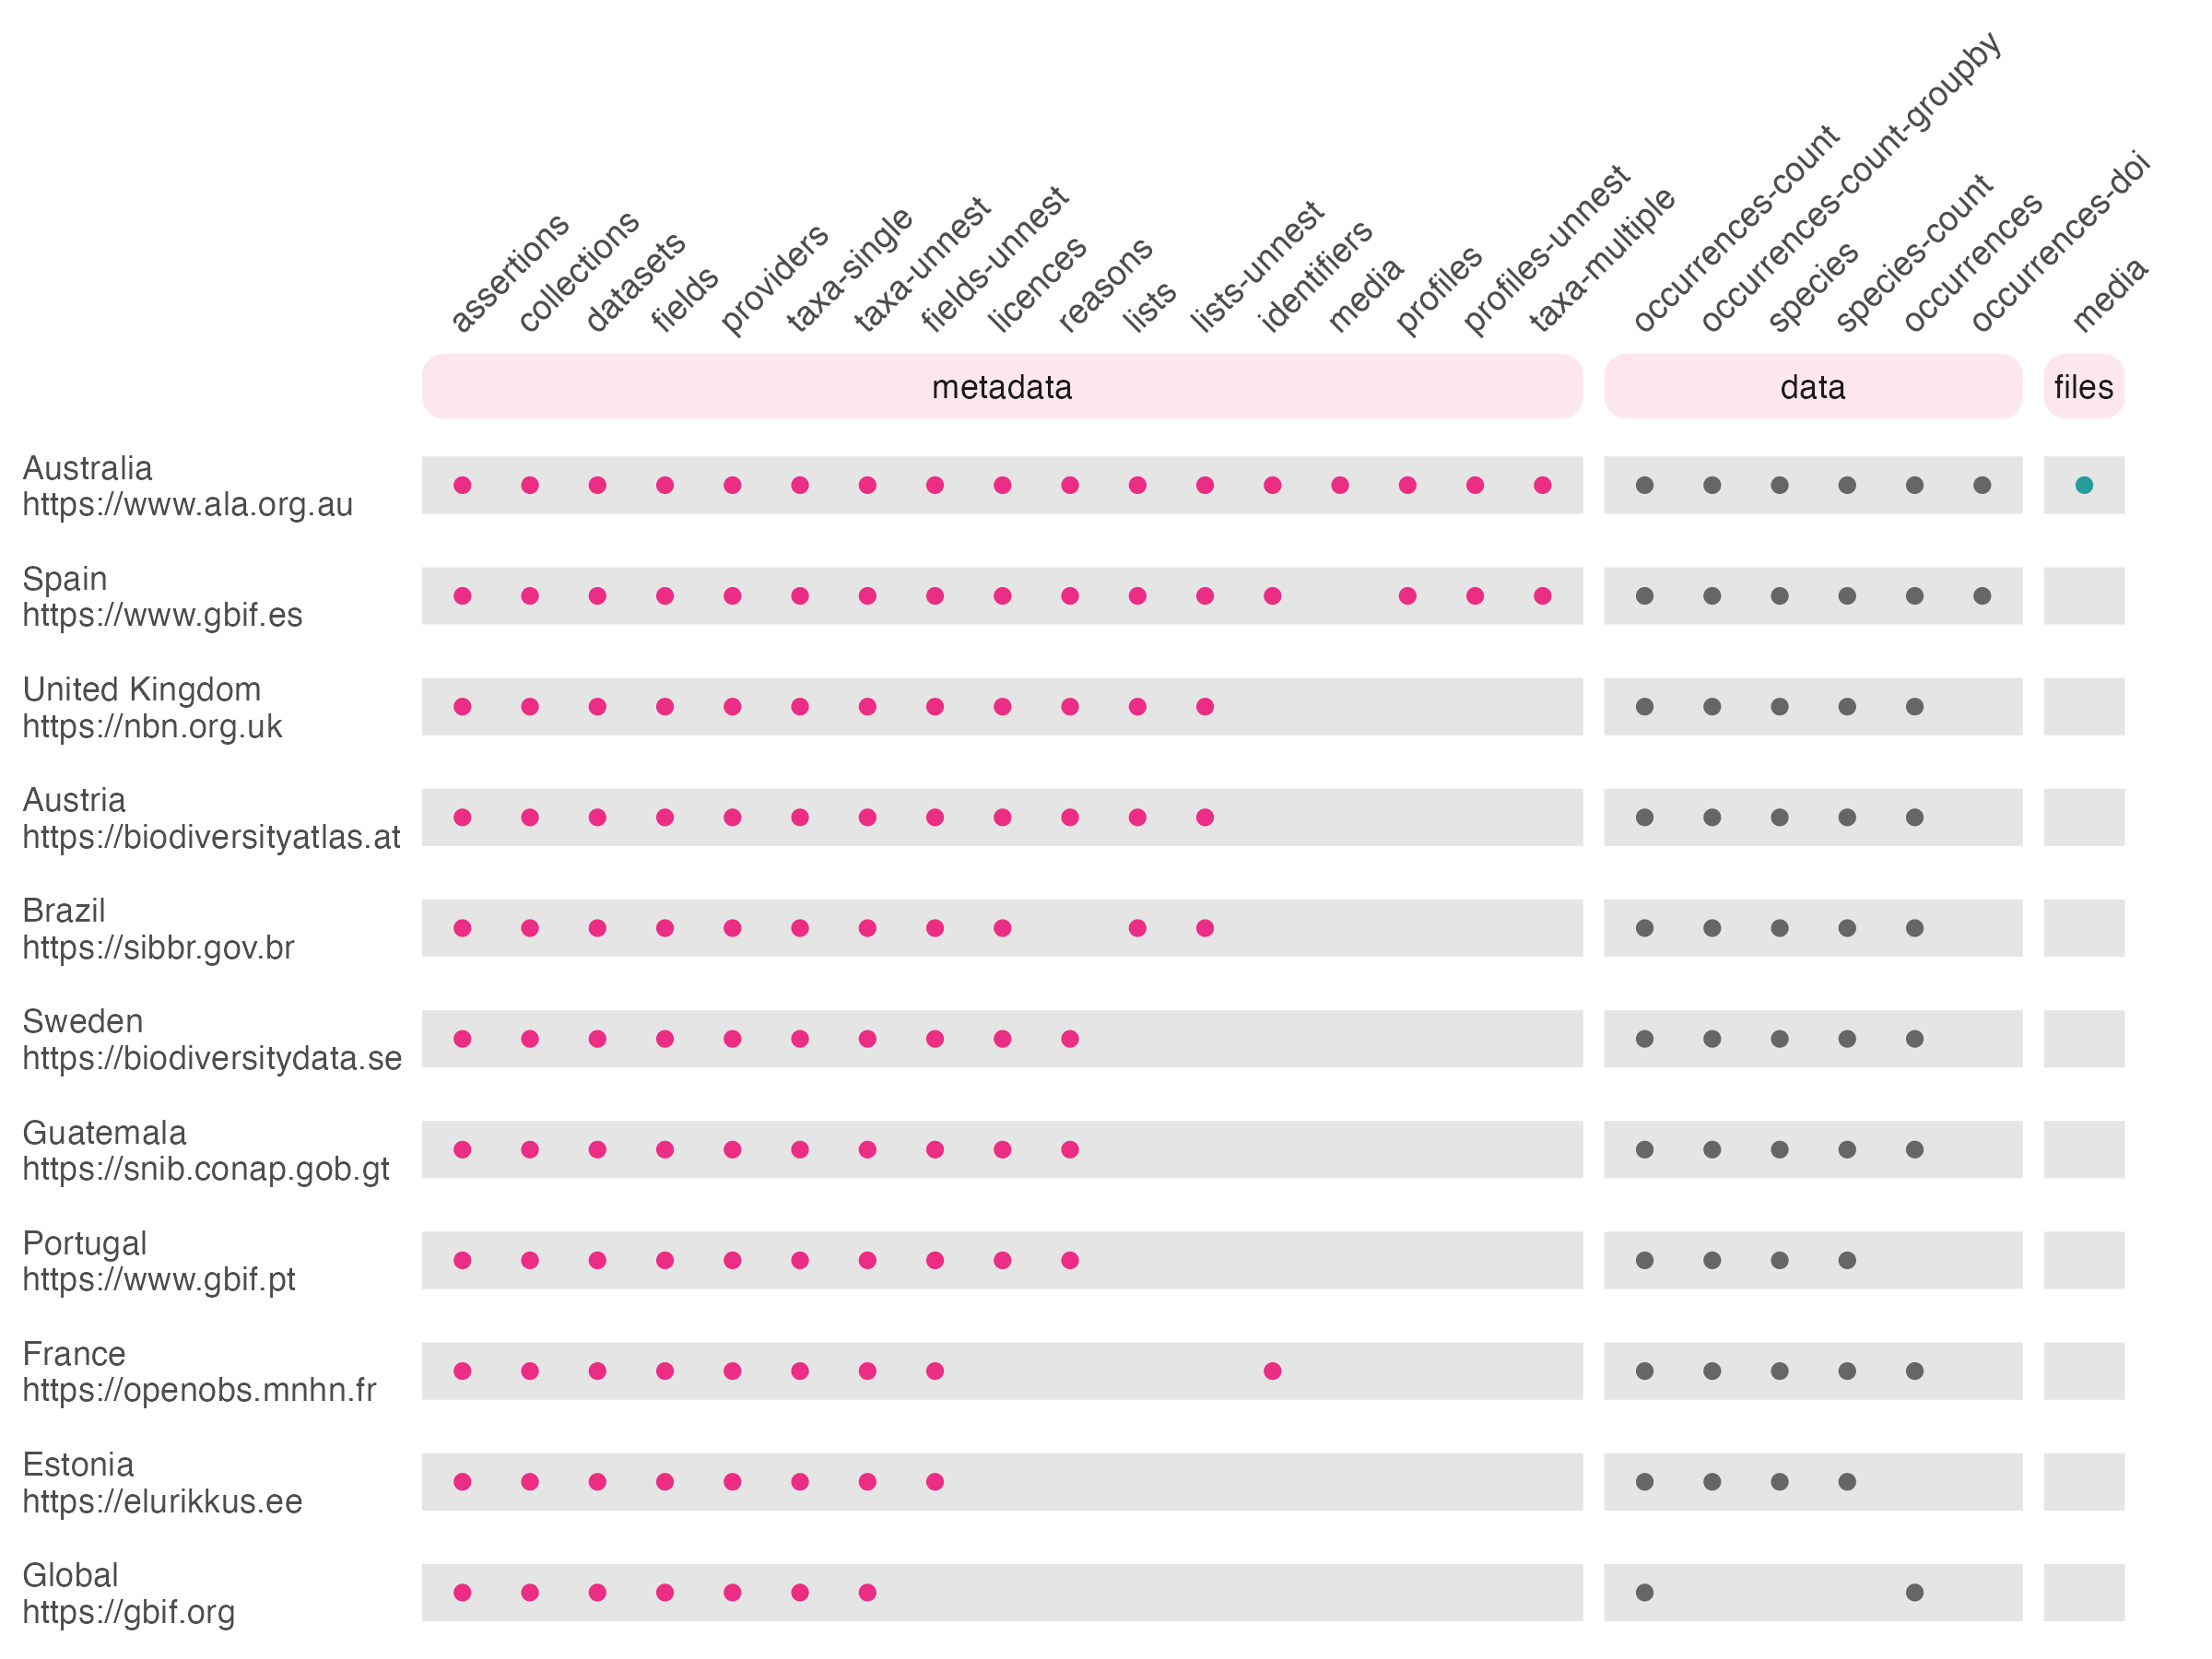 assertions
collections
datasets
fields
providers
taxa-single
taxa-unnest
fields-unnest
licences
reasons
lists
lists-unnest
identifiers
media
profiles
profiles-unnest
taxa-multiple
occurrences-count
occurrences-count-groupby
species
species-count
occurrences
occurrences-doi
media
metadata
data
files
Australia
https://www.ala.org.au
Spain
https://www.gbif.es
United Kingdom
https://nbn.org.uk
Austria
https://biodiversityatlas.at
Brazil
https://sibbr.gov.br
Sweden
https://biodiversitydata.se
Guatemala
https://snib.conap.gob.gt
Portugal
https://www.gbif.pt
France
https://openobs.mnhn.fr
Estonia
https://elurikkus.ee
Global
https://gbif.org